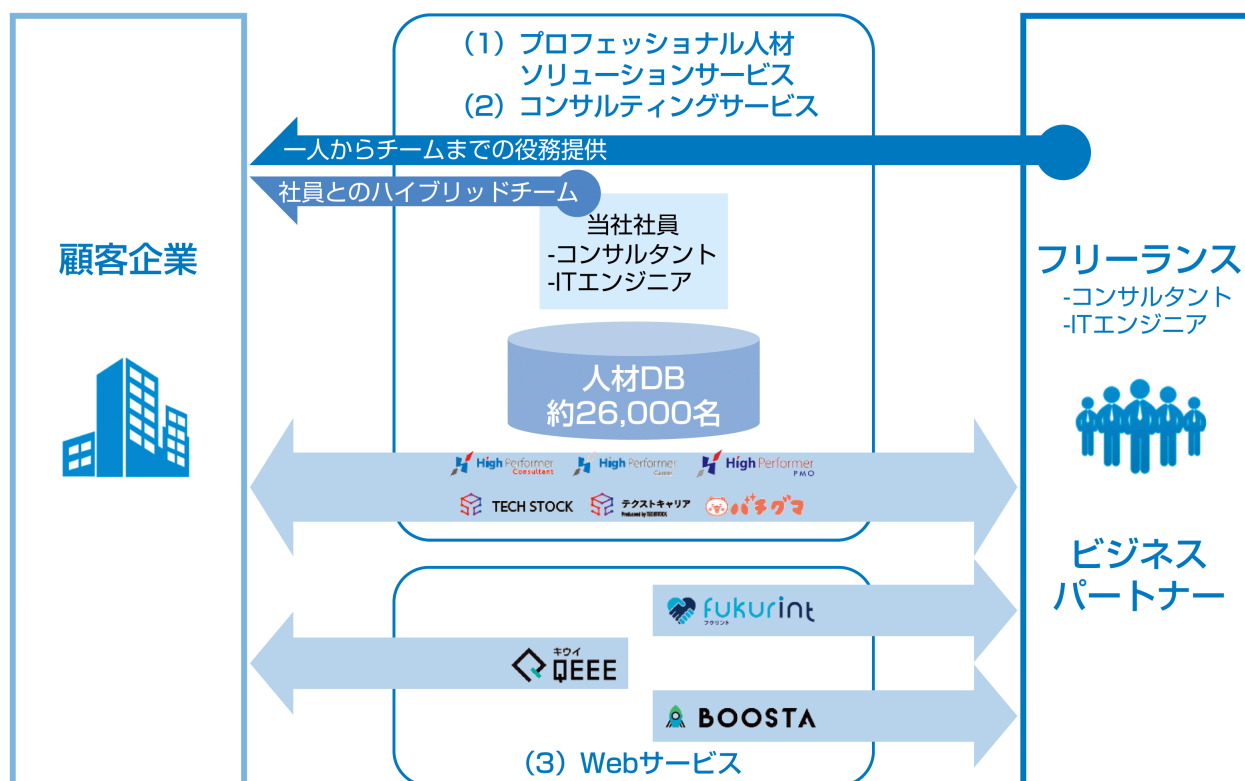 (1) プロフェッショナル人材
ソリューションサービス
(2) コンサルティングサービス
一人からチームまでの役務提供
社員とのハイブリッドチーム
当社社員
-コンサルタント
-ITエンジニア
顧客企業
フリーランス
-コンサルタント
-ITエンジニア
人材DB
約26,000名
High Performer
Consultant
High Performer
Career
High Performer
PMO
TECH STOCK
テクストキャリア
Produced by TECHSTOCK
バチグマ
ビジネス
パートナー
fukurint
フクリント
キウイ
QEEE
BOOSTA
(3) Webサービス